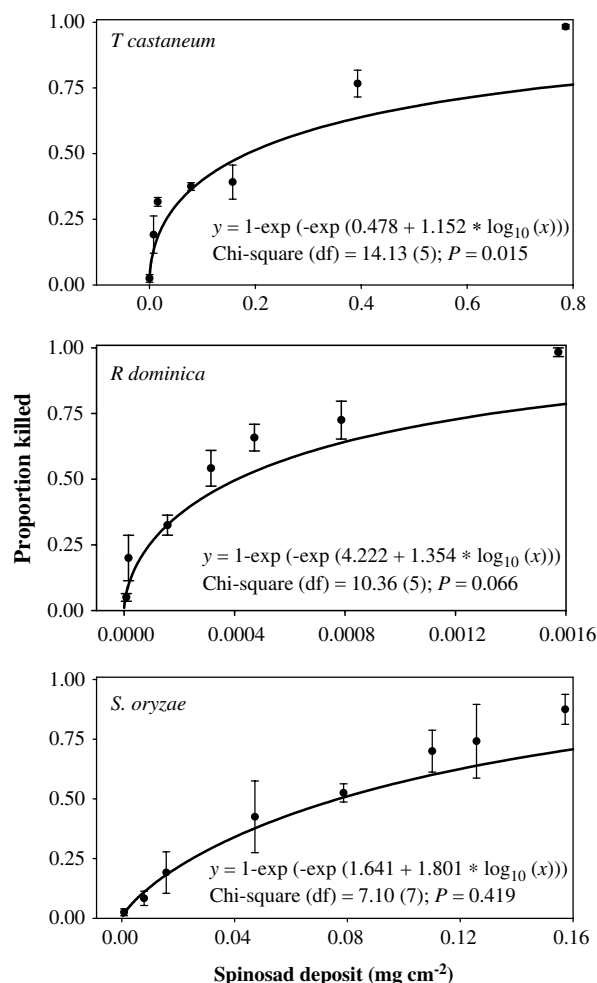 1.00
T castaneum
0.75
0.50
0.25
y = 1-exp (-exp (0.478 + 1.152 * log10 (x)))
Chi-square (df) = 14.13 (5); P = 0.015
0.00
0.0 0.2 0.4 0.6 0.8
Proportion killed
1.00
R dominica
0.75
0.50
0.25
y = 1-exp (-exp (4.222 + 1.354 * log10 (x)))
Chi-square (df) = 10.36 (5); P = 0.066
0.00
0.0000 0.0004 0.0008 0.0012 0.0016
1.00
S. oryzae
0.75
0.50
0.25
y = 1-exp (-exp (1.641 + 1.801 * log10 (x)))
Chi-square (df) = 7.10 (7); P = 0.419
0.00
0.00 0.04 0.08 0.12 0.16
Spinosad deposit (mg cm-2)